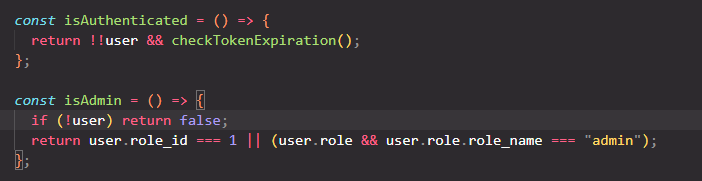 const isAuthenticated = () => {
  return !!user && checkTokenExpiration();
};

const isAdmin = () => {
  if (!user) return false;
  return user.role_id === 1 || (user.role && user.role.role_name === "admin");
};